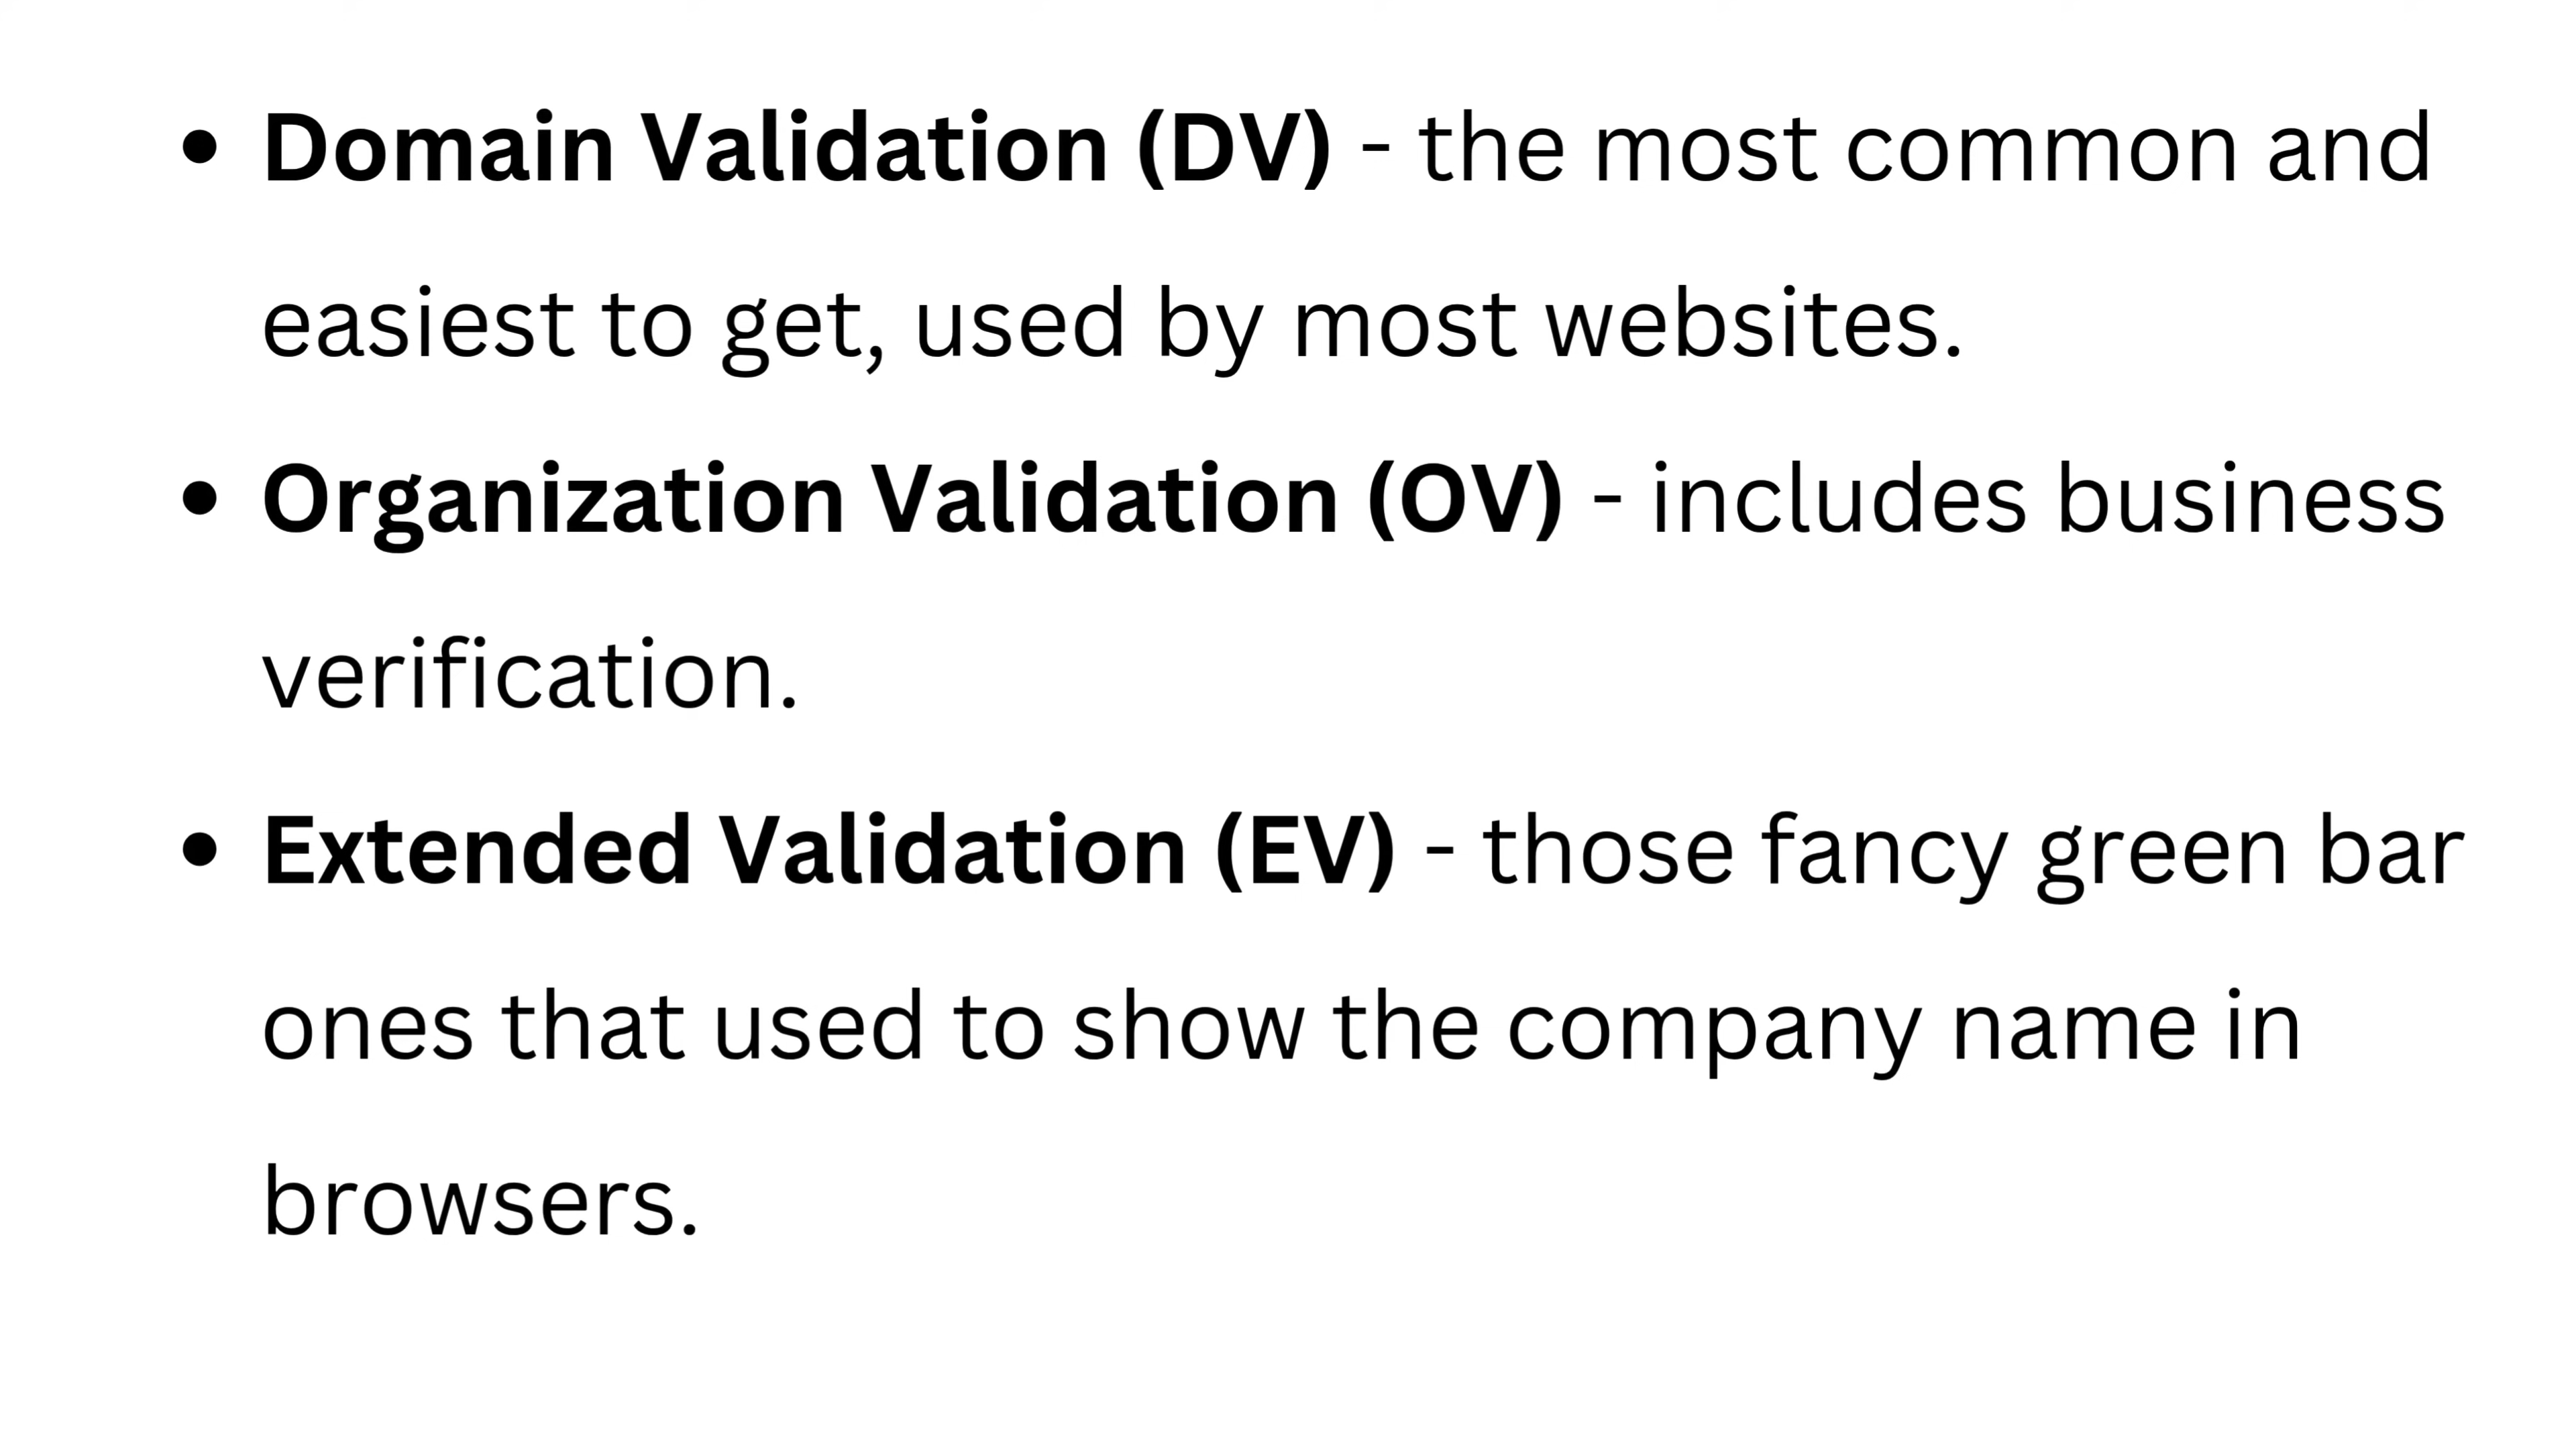 • Domain Validation (DV) - the most common and
easiest to get, used by most websites.
• Organization Validation (OV) - includes business
verification.
• Extended Validation (EV) - those fancy green bar
ones that used to show the company name in
browsers.